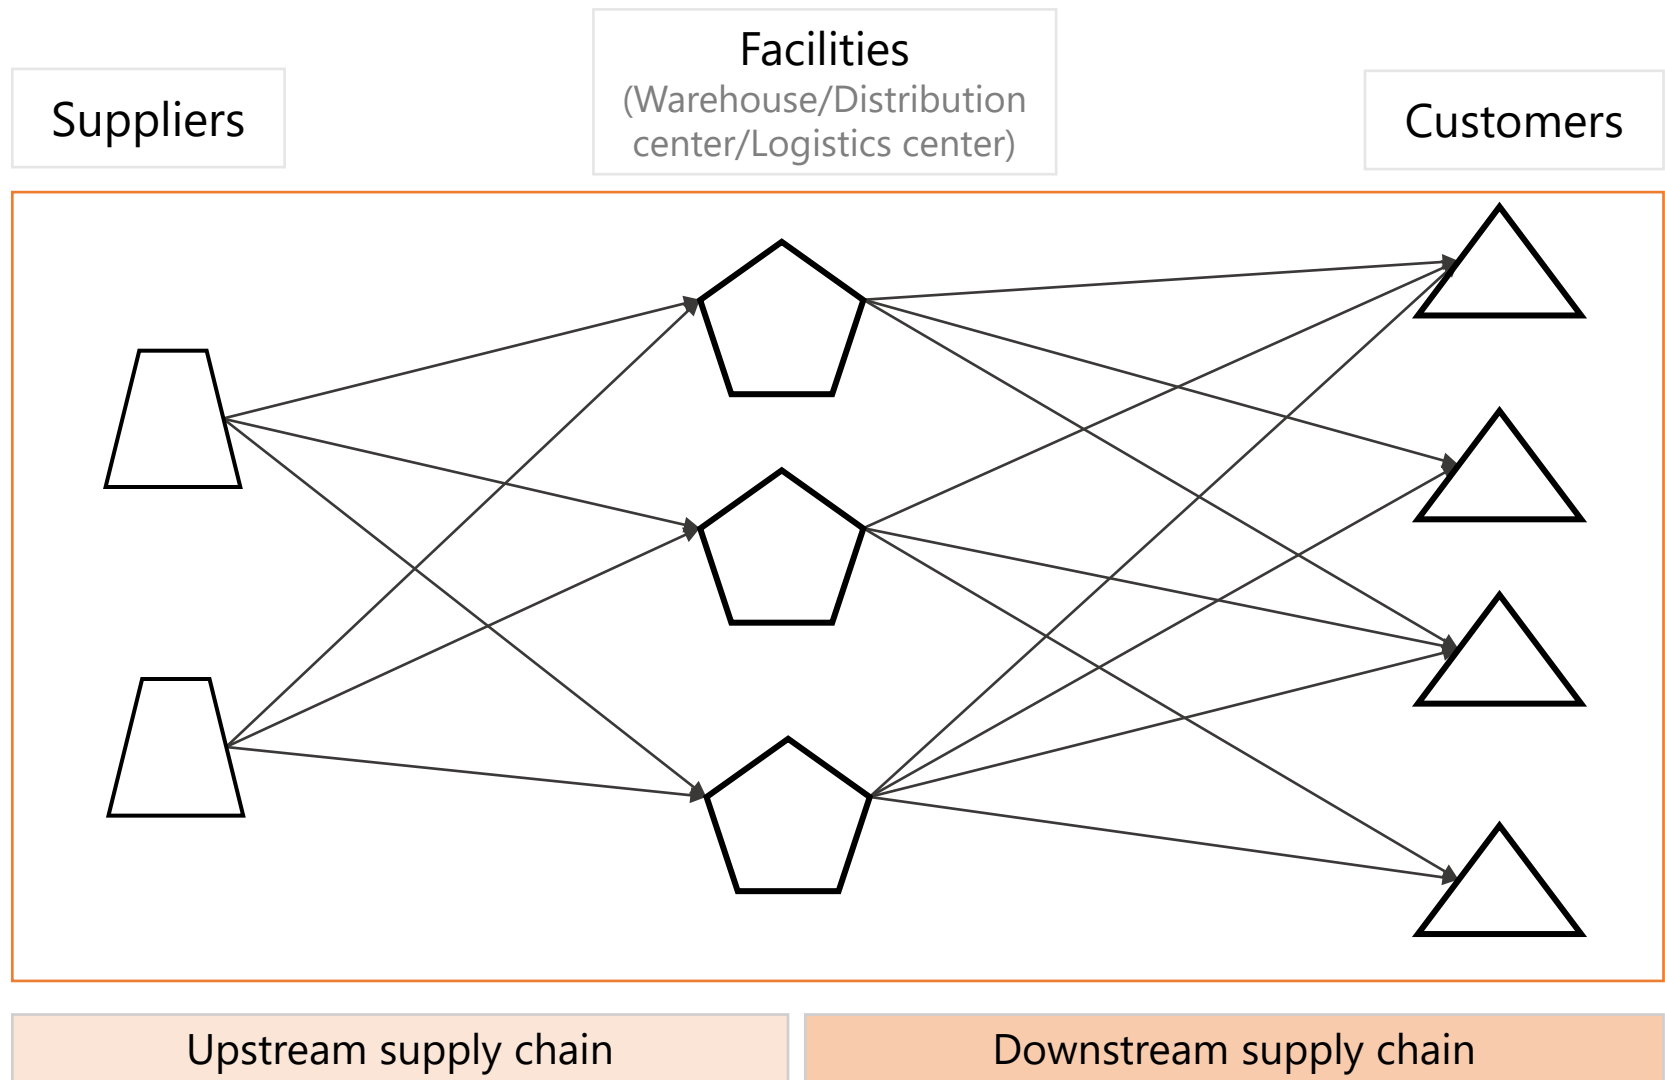 Suppliers
Facilities
(Warehouse/Distribution
center/Logistics center)
Customers
Upstream supply chain
Downstream supply chain